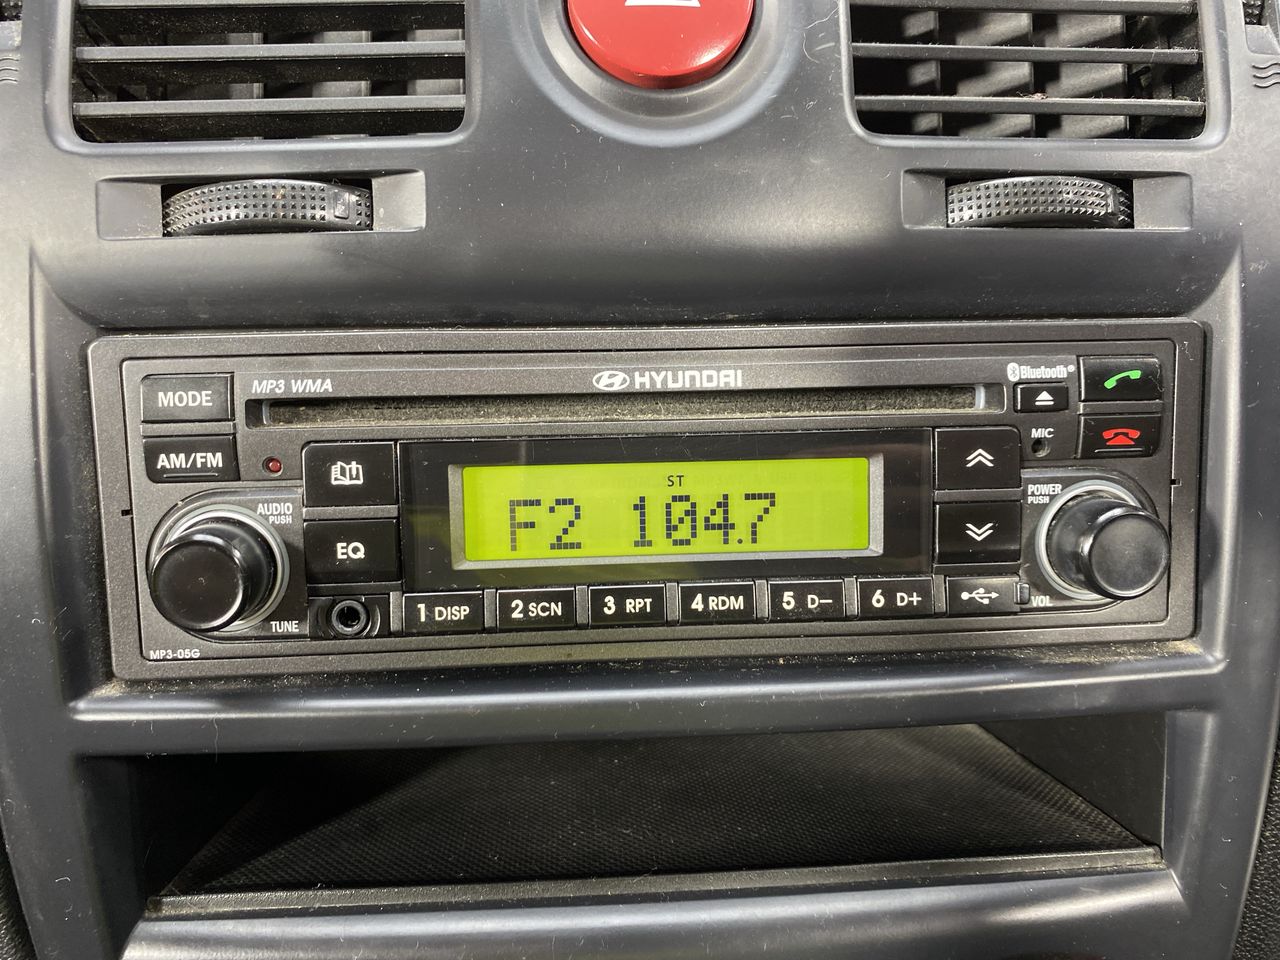 MODE
MP3 WMA
HYUNDAI
Bluetooth®
AM/FM
MIC
AUDIO
PUSH
ST
F2 104.7
POWER
PUSH
EQ
TUNE
1 DISP
2 SCN
3 RPT
4 RDM
5 D−
6 D+
VOL
MP3-05G